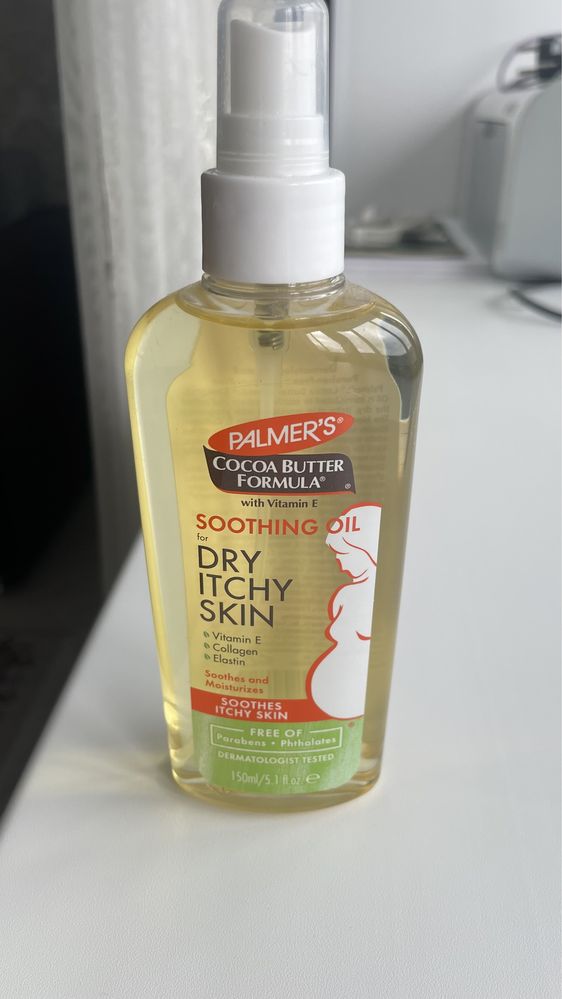 PALMER'S®
COCOA BUTTER
FORMULA®
with Vitamin E
SOOTHING OIL
for
DRY
ITCHY
SKIN
Vitamin E
Collagen
Elastin
Soothes and
Moisturizes
SOOTHES
ITCHY SKIN
FREE OF
Parabens • Phthalates
DERMATOLOGIST TESTED
150ml/5.1 fl.oz. ℮